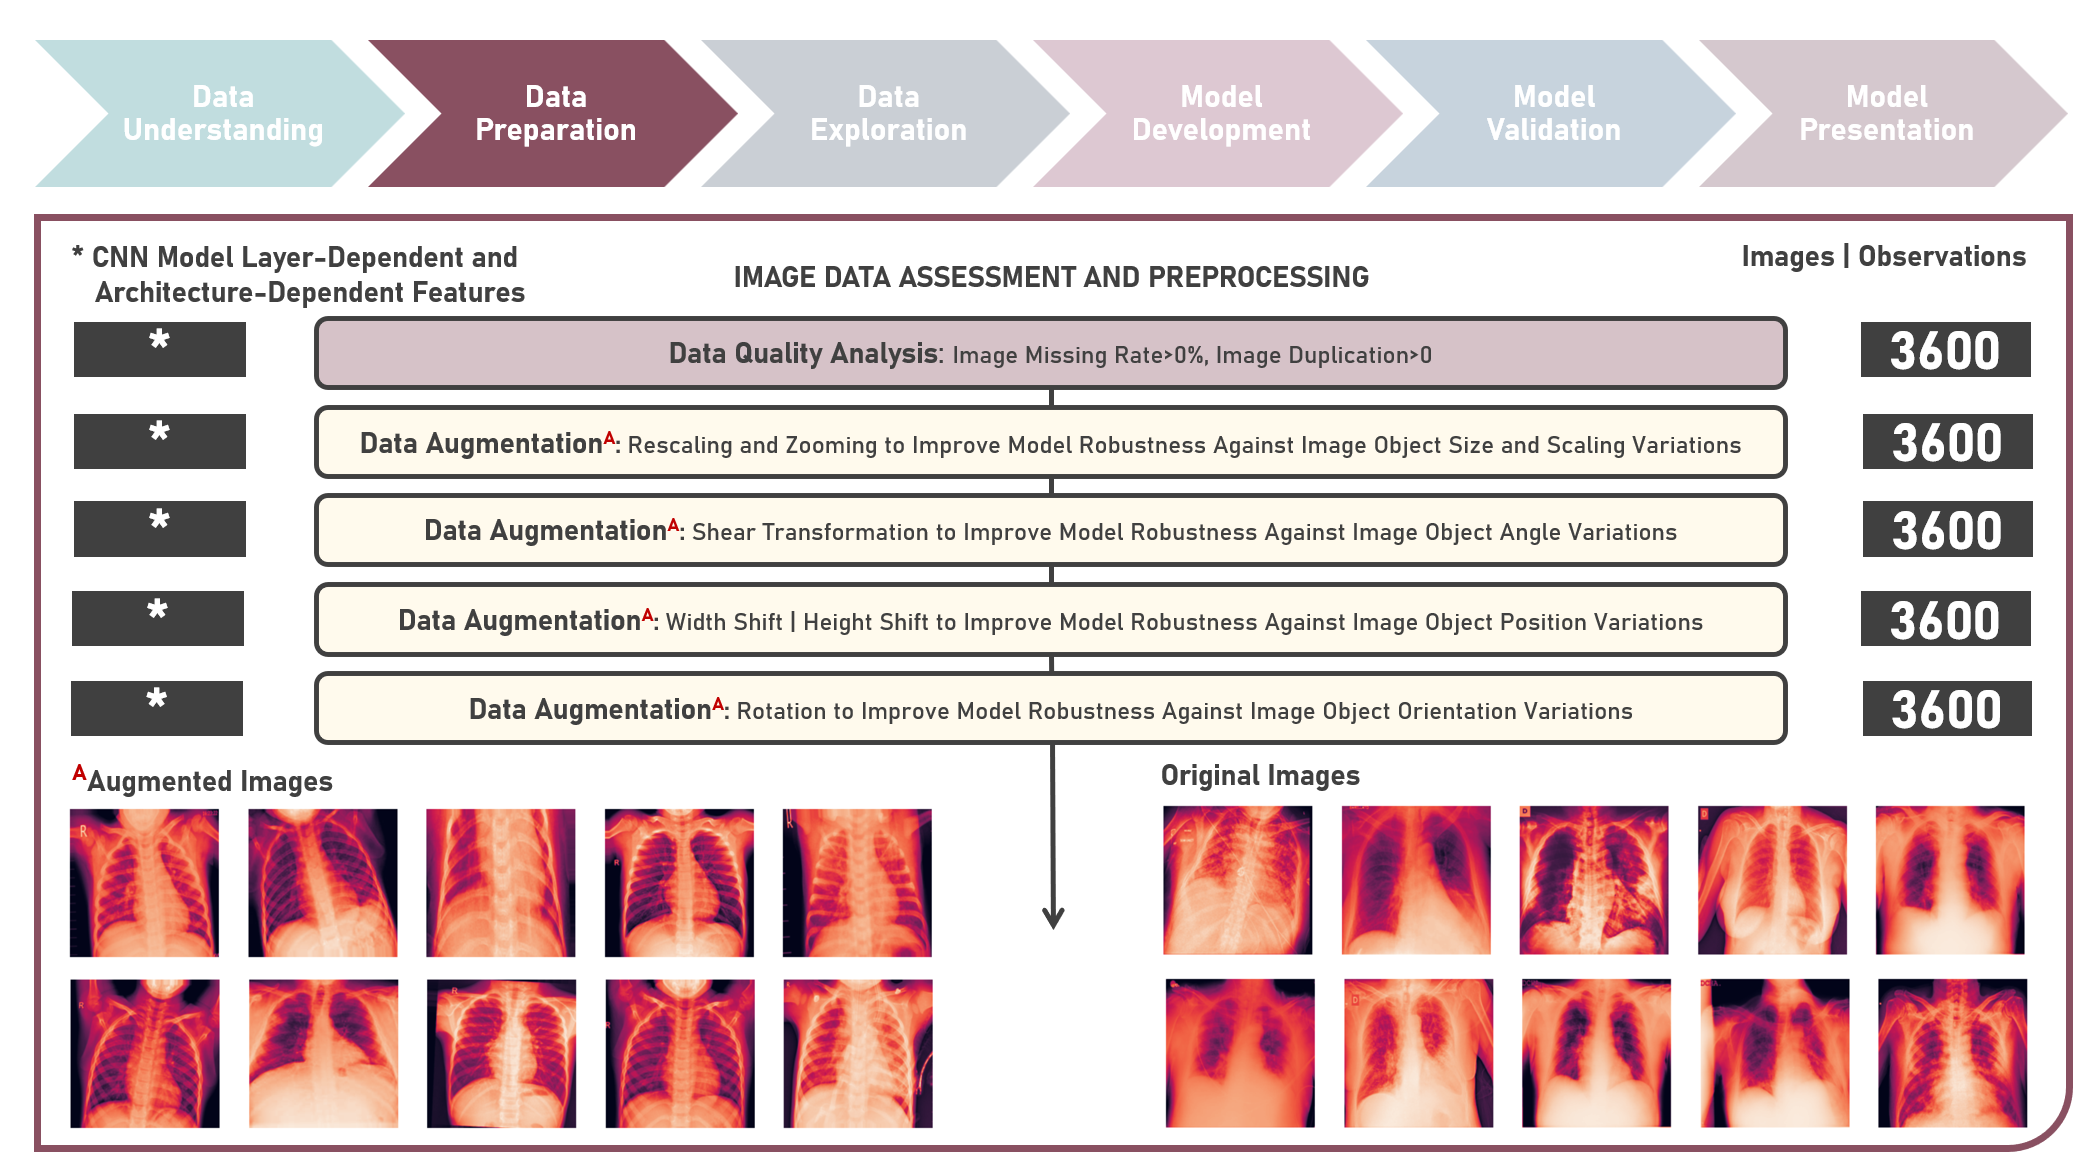 Data
Understanding
Data
Preparation
Data
Exploration
Model
Development
Model
Validation
Model
Presentation
* CNN Model Layer-Dependent and
Architecture-Dependent Features
IMAGE DATA ASSESSMENT AND PREPROCESSING
Images | Observations
*
Data Quality Analysis: Image Missing Rate>0%, Image Duplication>0
3600
*
Data Augmentation^A: Rescaling and Zooming to Improve Model Robustness Against Image Object Size and Scaling Variations
3600
*
Data Augmentation^A: Shear Transformation to Improve Model Robustness Against Image Object Angle Variations
3600
*
Data Augmentation^A: Width Shift | Height Shift to Improve Model Robustness Against Image Object Position Variations
3600
*
Data Augmentation^A: Rotation to Improve Model Robustness Against Image Object Orientation Variations
3600
^AAugmented Images
Original Images
R
R
R
D
D
R
R
R
D